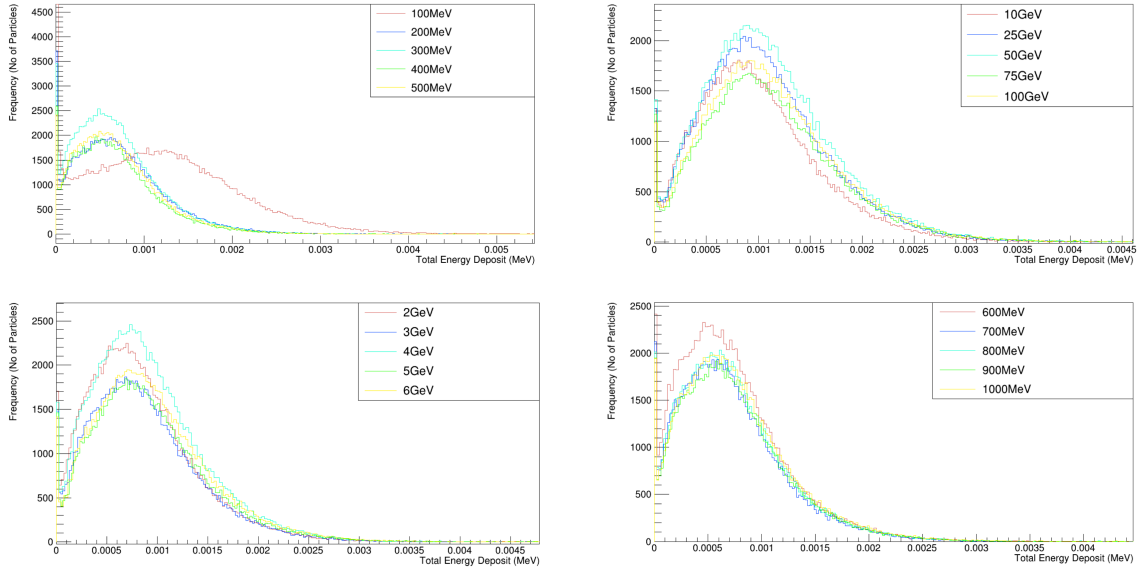 Frequency (No of Particles)
4500
4000
3500
3000
2500
2000
1500
1000
500
0
100MeV
200MeV
300MeV
400MeV
500MeV
0 0.001 0.002 0.003 0.004 0.005
Total Energy Deposit (MeV)
Frequency (No of Particles)
2000
1500
1000
500
0
10GeV
25GeV
50GeV
75GeV
100GeV
0 0.0005 0.001 0.0015 0.002 0.0025 0.003 0.0035 0.004 0.0045
Total Energy Deposit (MeV)
Frequency (No of Particles)
2500
2000
1500
1000
500
0
2GeV
3GeV
4GeV
5GeV
6GeV
0 0.0005 0.001 0.0015 0.002 0.0025 0.003 0.0035 0.004 0.0045
Total Energy Deposit (MeV)
Frequency (No of Particles)
2500
2000
1500
1000
500
0
600MeV
700MeV
800MeV
900MeV
1000MeV
0 0.0005 0.001 0.0015 0.002 0.0025 0.003 0.0035 0.004
Total Energy Deposit (MeV)